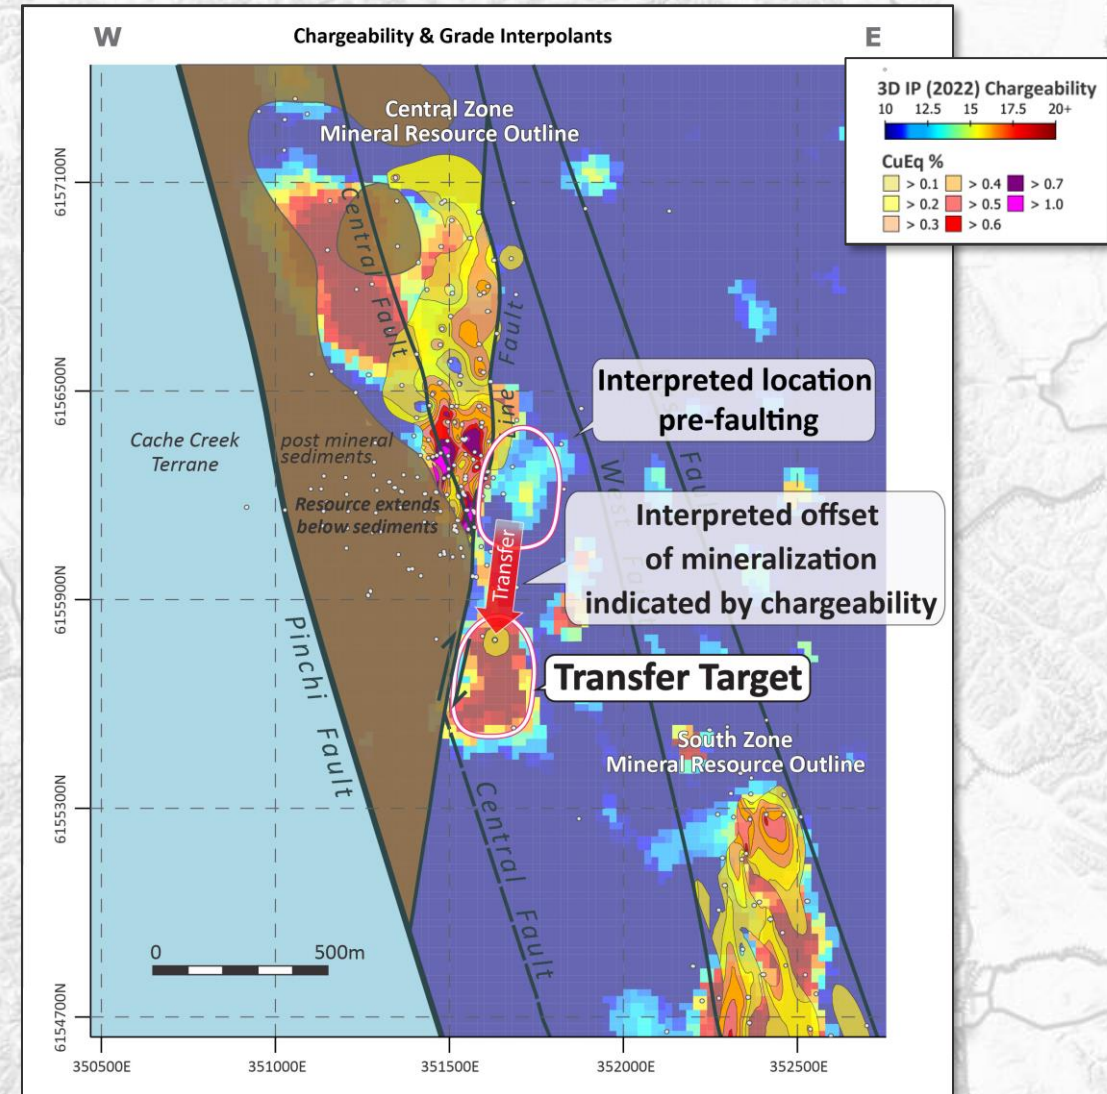 W
Chargeability & Grade Interpolants
E
3D IP (2022) Chargeability
10 12.5 15 17.5 20+
CuEq %
> 0.1 > 0.4 > 0.7
> 0.2 > 0.5 > 1.0
> 0.3 > 0.6
Central Zone
Mineral Resource Outline
6157100N
Central Fault
Fault
6156500N
Interpreted location
pre-faulting
Cache Creek
Terrane
post mineral
sediments
West
Fault
Resource extends
below sediments
Interpreted offset
of mineralization
indicated by chargeability
Transfer
6155900N
Pinchi Fault
Transfer Target
South Zone
Mineral Resource Outline
6155300N
Central Fault
0 500m
6154700N
350500E 351000E 351500E 352000E 352500E